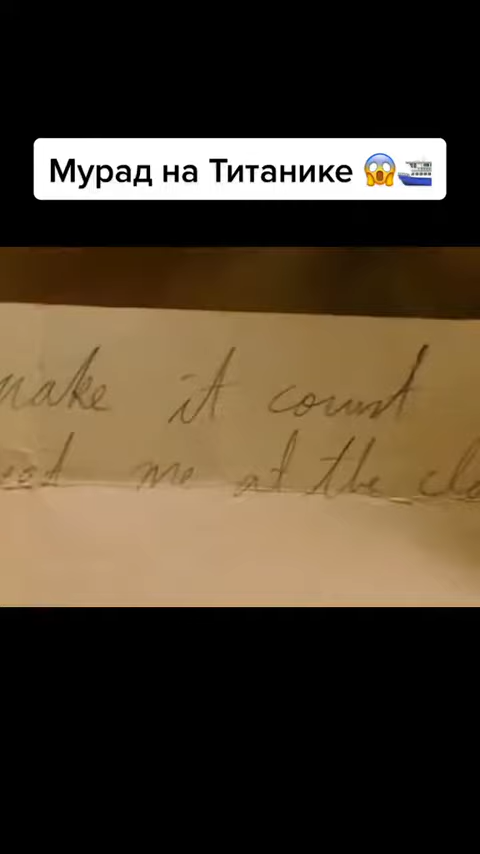 Мурад на Титанике 😱🛳️
make it count
me at the